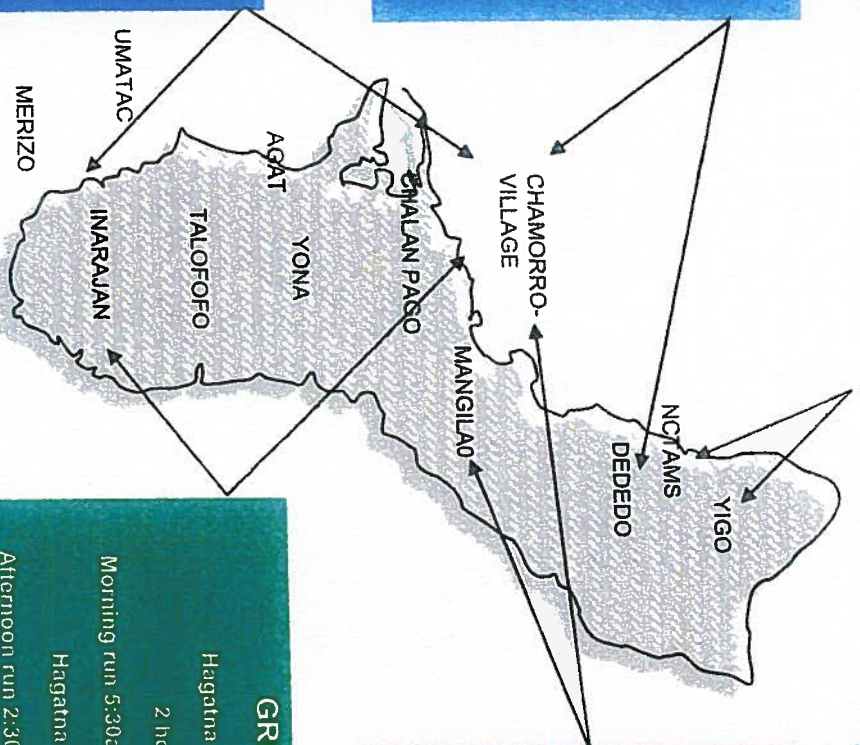 YIGO
NCTAMS
DEDEDO
CHAMORRO-
VILLAGE
MANGILAO
CHALAN PAGO
YONA
AGAT
TALOFOFO
UMATAC
INARAJAN
MERIZO
GR
Hagatna
2 ho
Morning run 5:30a
Hagatna
Afternoon run 2:30